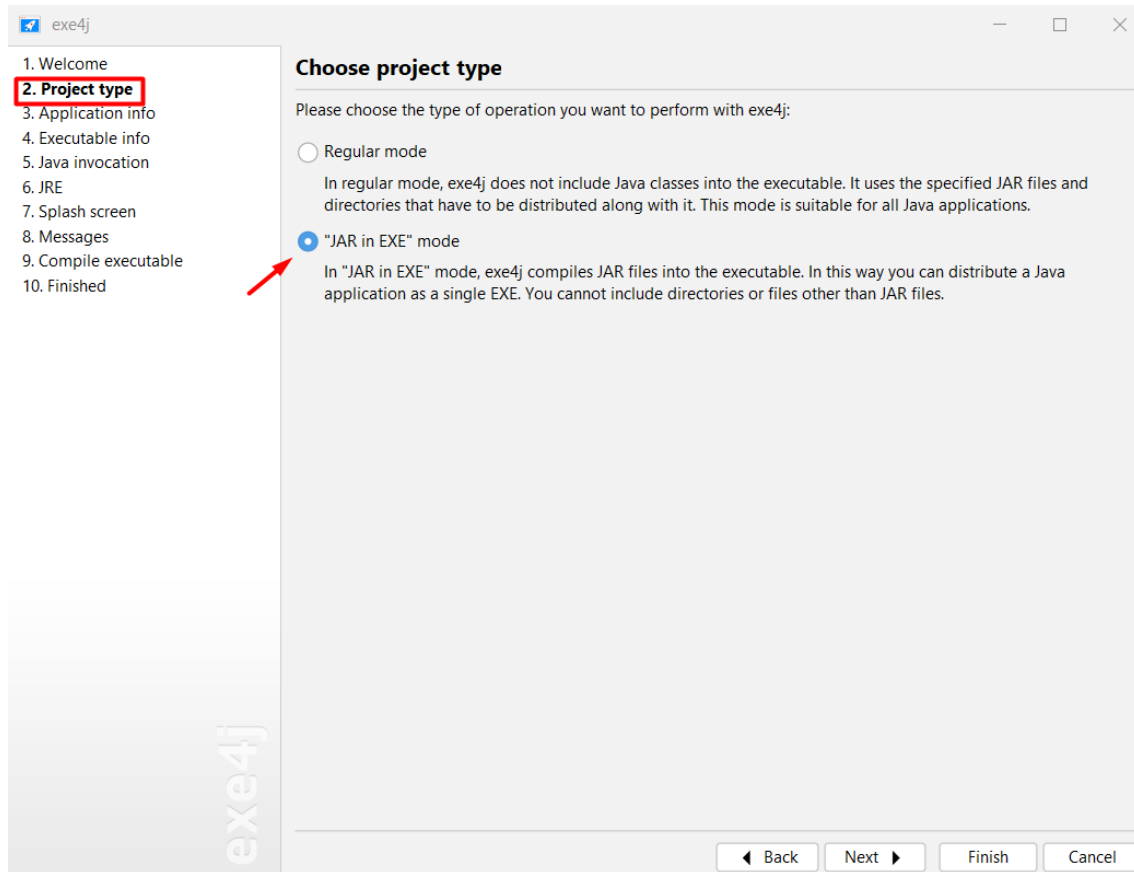 exe4j
1. Welcome
2. Project type
3. Application info
4. Executable info
5. Java invocation
6. JRE
7. Splash screen
8. Messages
9. Compile executable
10. Finished
exe4j
Choose project type
Please choose the type of operation you want to perform with exe4j:
Regular mode
In regular mode, exe4j does not include Java classes into the executable. It uses the specified JAR files and
directories that have to be distributed along with it. This mode is suitable for all Java applications.
"JAR in EXE" mode
In "JAR in EXE" mode, exe4j compiles JAR files into the executable. In this way you can distribute a Java
application as a single EXE. You cannot include directories or files other than JAR files.
Back Next Finish Cancel